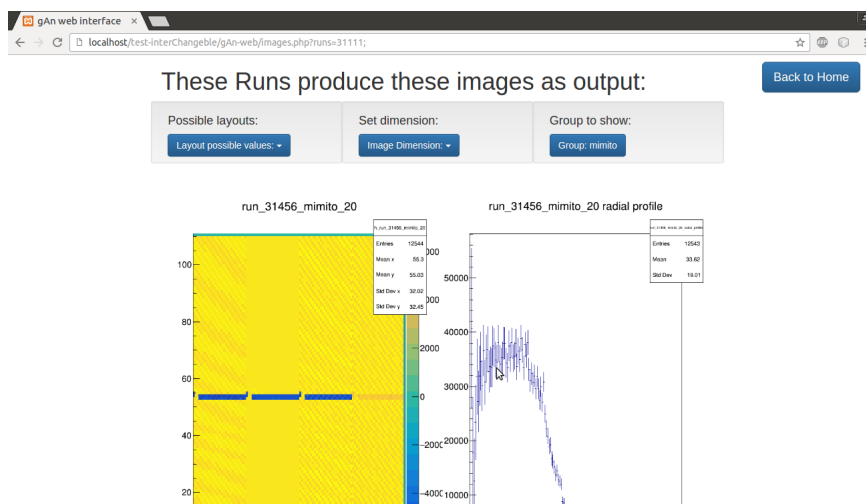 gAn web interface ×
localhost/test-interChangeble/gAn-web/images.php?runs=31111;
These Runs produce these images as output:
Back to Home
Possible layouts: Set dimension: Group to show:
Layout possible values: Image Dimension: Group: mimito
run_31456_mimito_20 run_31456_mimito_20 radial profile
h_run_31456_mimito_20
Entries 12544
Mean x 55.3
Mean y 55.03
Std Dev x 32.02
Std Dev y 32.45
Entries 12543
Mean 33.62
Std Dev 19.01
100
80
60
40
20
000
000
2000
0
−2000
−4000
50000
40000
30000
20000
10000